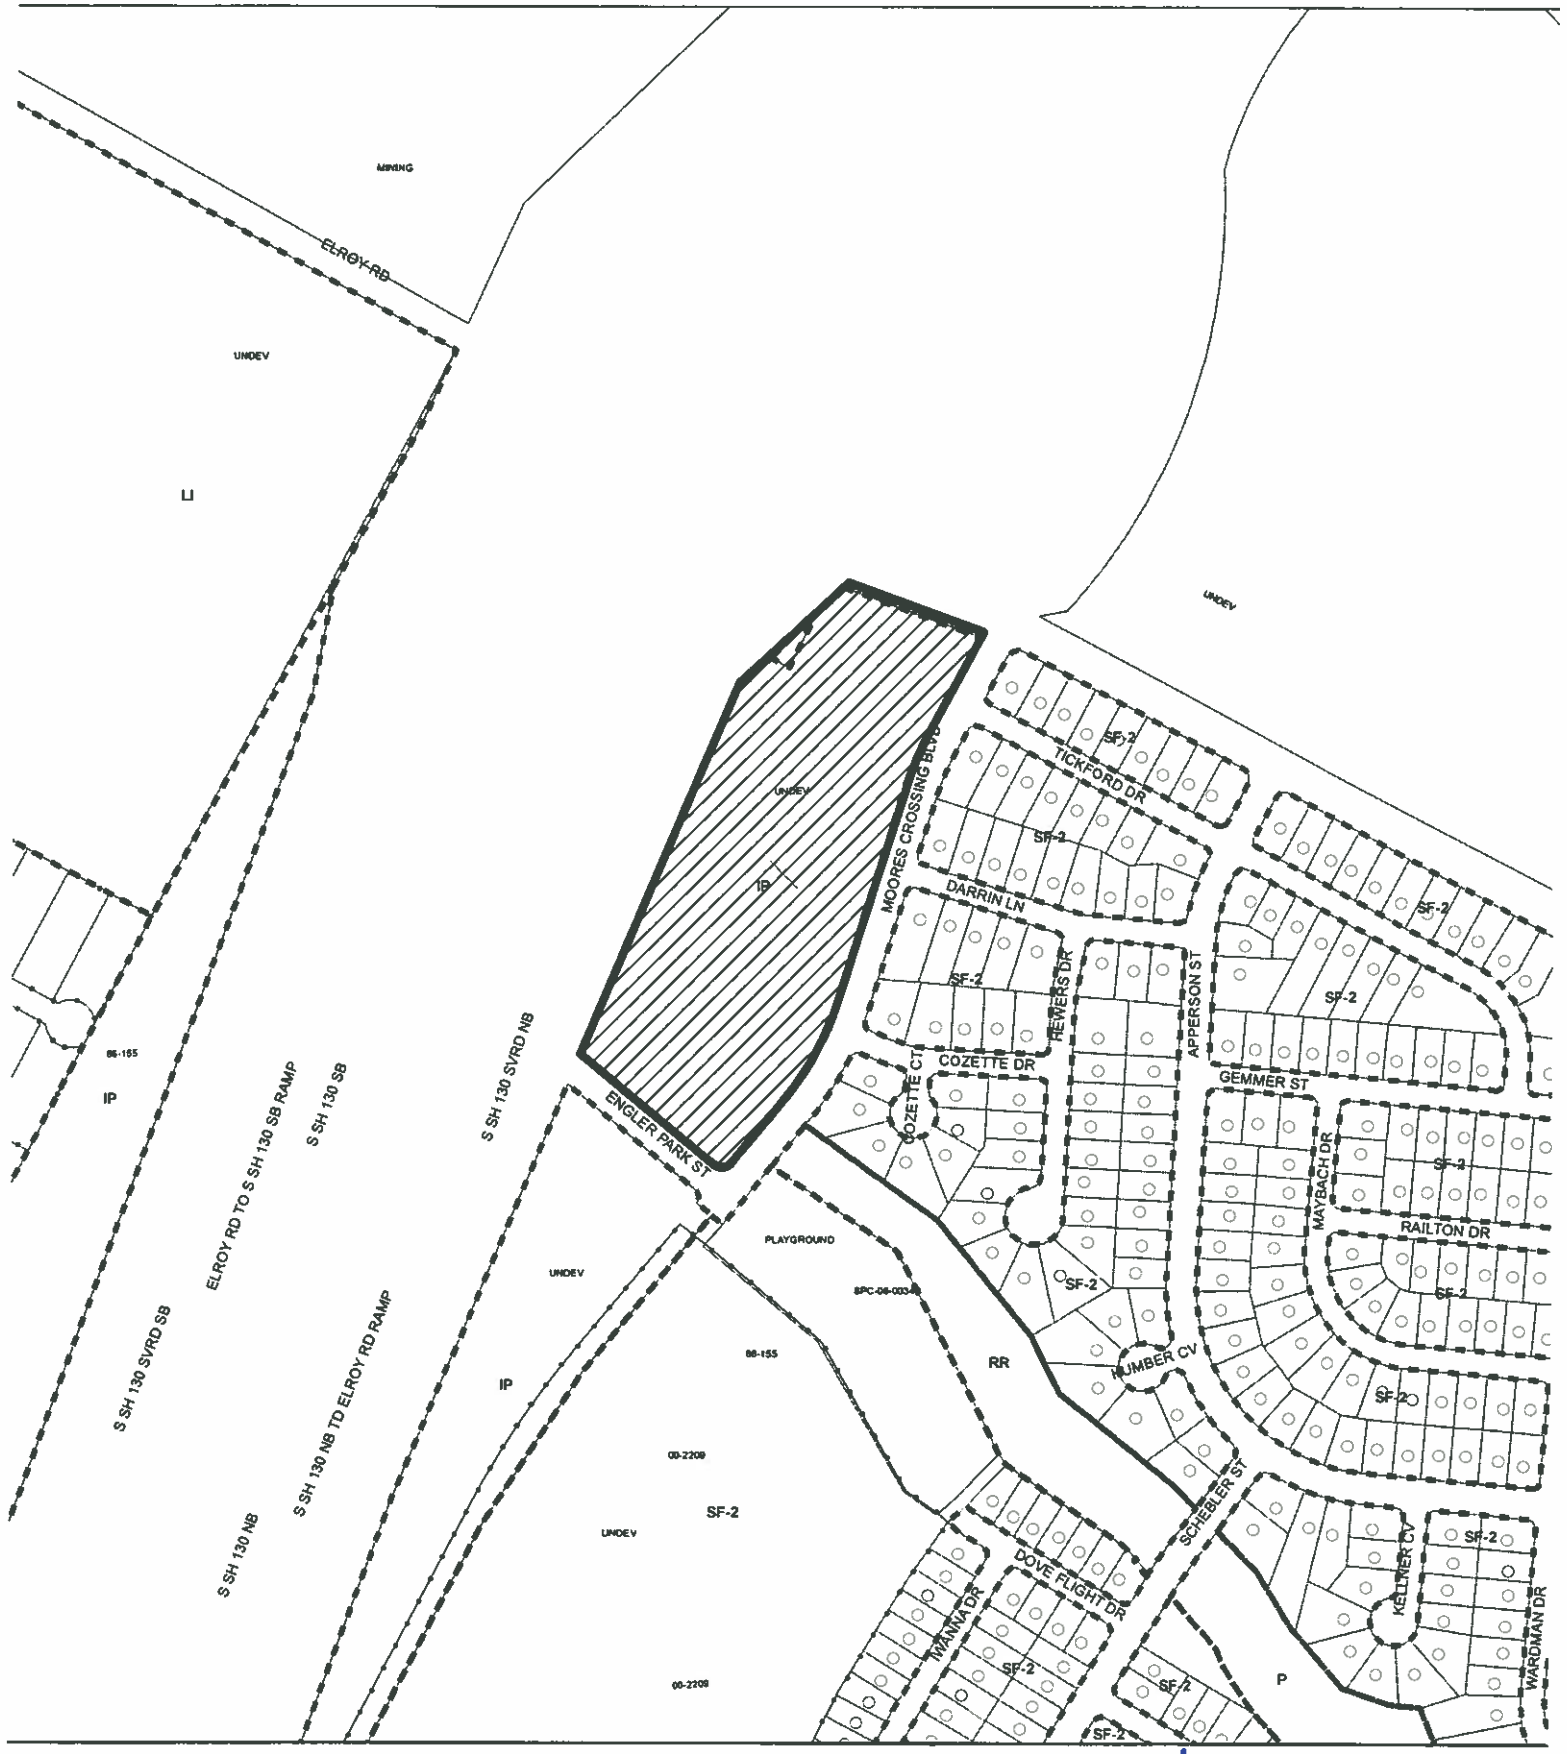 MINING
ELROY RD
UNDEV
LI
UNDEV
SF-2
TICKFORD DR
MOORES CROSSING BLVD
UNDEV
SF-2
IP
DARRIN LN
SF-2
SF-2
HEWERS DR
APPERSON ST
SF-2
S SH 130 SVRD NB
86-155
IP
ELROY RD TO S SH 130 SB RAMP
S SH 130 SB
COZETTE CT
COZETTE DR
GEMMER ST
ENGLER PARK ST
MAYBACH DR
SF-2
RAILTON DR
PLAYGROUND
UNDEV
SF-2
SF-2
S SH 130 SVRD SB
S SH 130 NB TO ELROY RD RAMP
IP
86-155
RR
HUMBER CV
SF-2
00-2209
SF-2
SCHEBLER ST
S SH 130 NB
UNDEV
DOVE FLIGHT DR
KELLNER CV
SF-2
IWANNA DR
WARDMAN DR
SF-2
00-2209
SF-2
P
SF-2